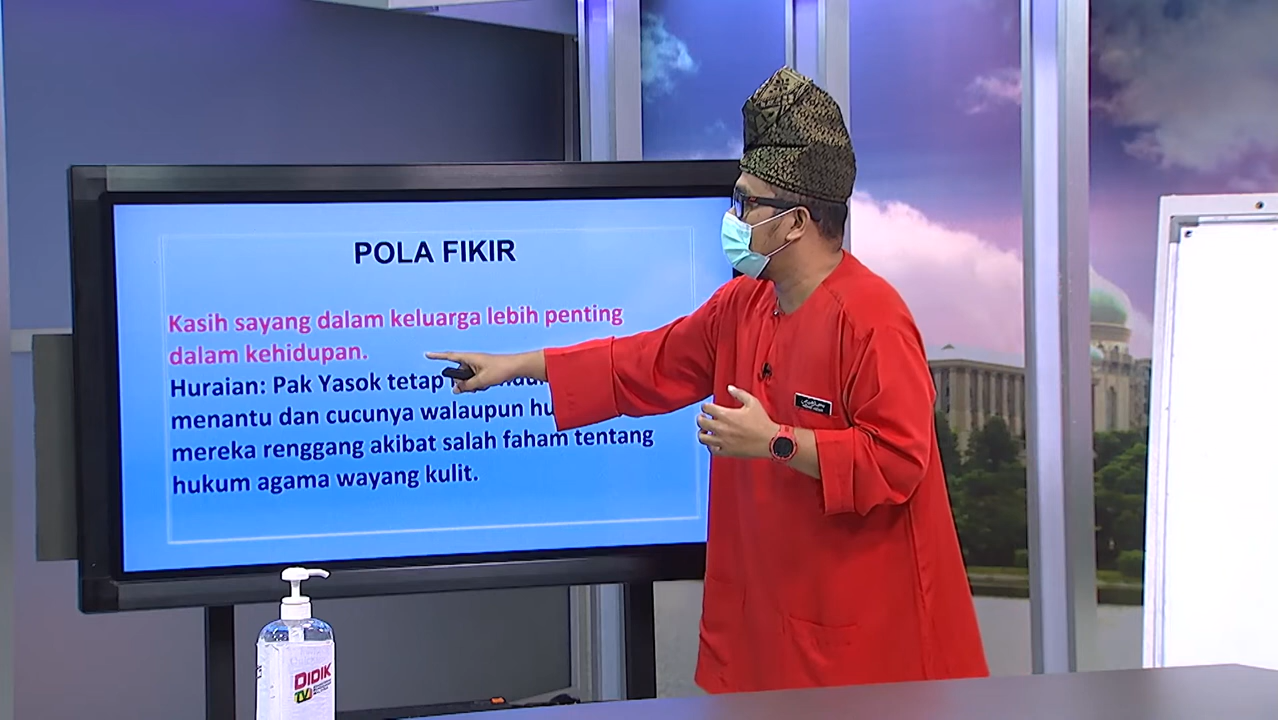 POLA FIKIR
Kasih sayang dalam keluarga lebih penting
dalam kehidupan.
Huraian: Pak Yasok tetap
menantu dan cucunya walaupun
mereka renggang akibat salah faham tentang
hukum agama wayang kulit.
DIDIK
TV